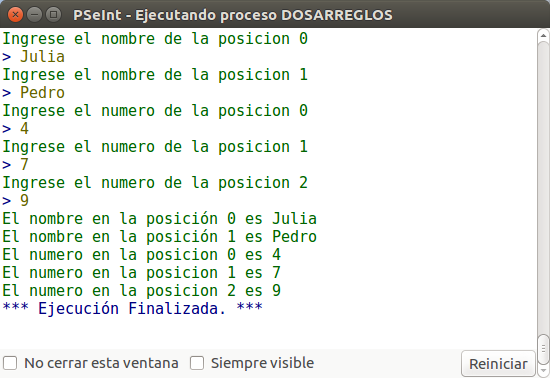 PSeInt - Ejecutando proceso DOSARREGLOS
Ingrese el nombre de la posicion 0
> Julia
Ingrese el nombre de la posicion 1
> Pedro
Ingrese el numero de la posicion 0
> 4
Ingrese el numero de la posicion 1
> 7
Ingrese el numero de la posicion 2
> 9
El nombre en la posición 0 es Julia
El nombre en la posición 1 es Pedro
El numero en la posicion 0 es 4
El numero en la posicion 1 es 7
El numero en la posicion 2 es 9
*** Ejecución Finalizada. ***
No cerrar esta ventana Siempre visible Reiniciar